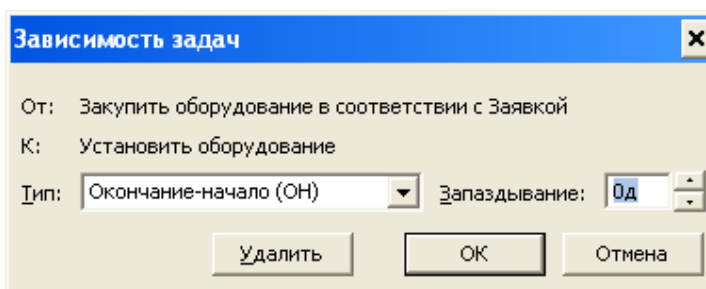 Зависимость задач
От: Закупить оборудование в соответствии с Заявкой
К: Установить оборудование
Тип: Окончание-начало (ОН) Запаздывание: 0д
Удалить ОК Отмена